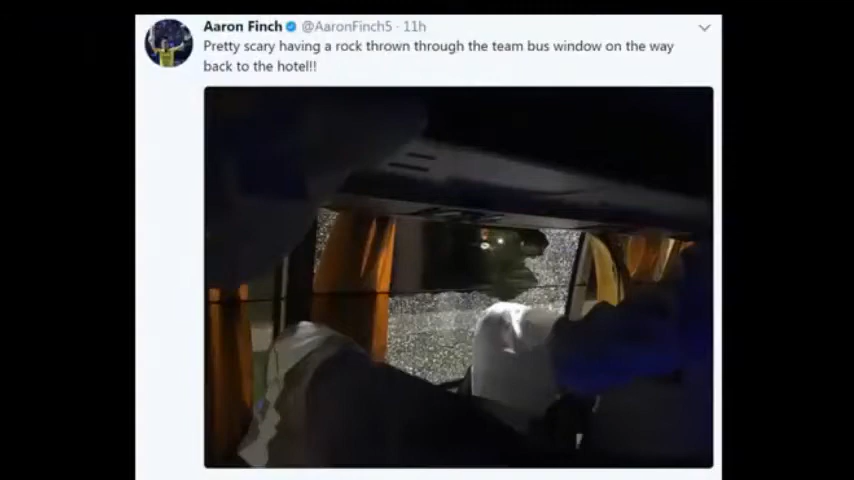 Aaron Finch @AaronFinch5 · 11h
Pretty scary having a rock thrown through the team bus window on the way
back to the hotel!!